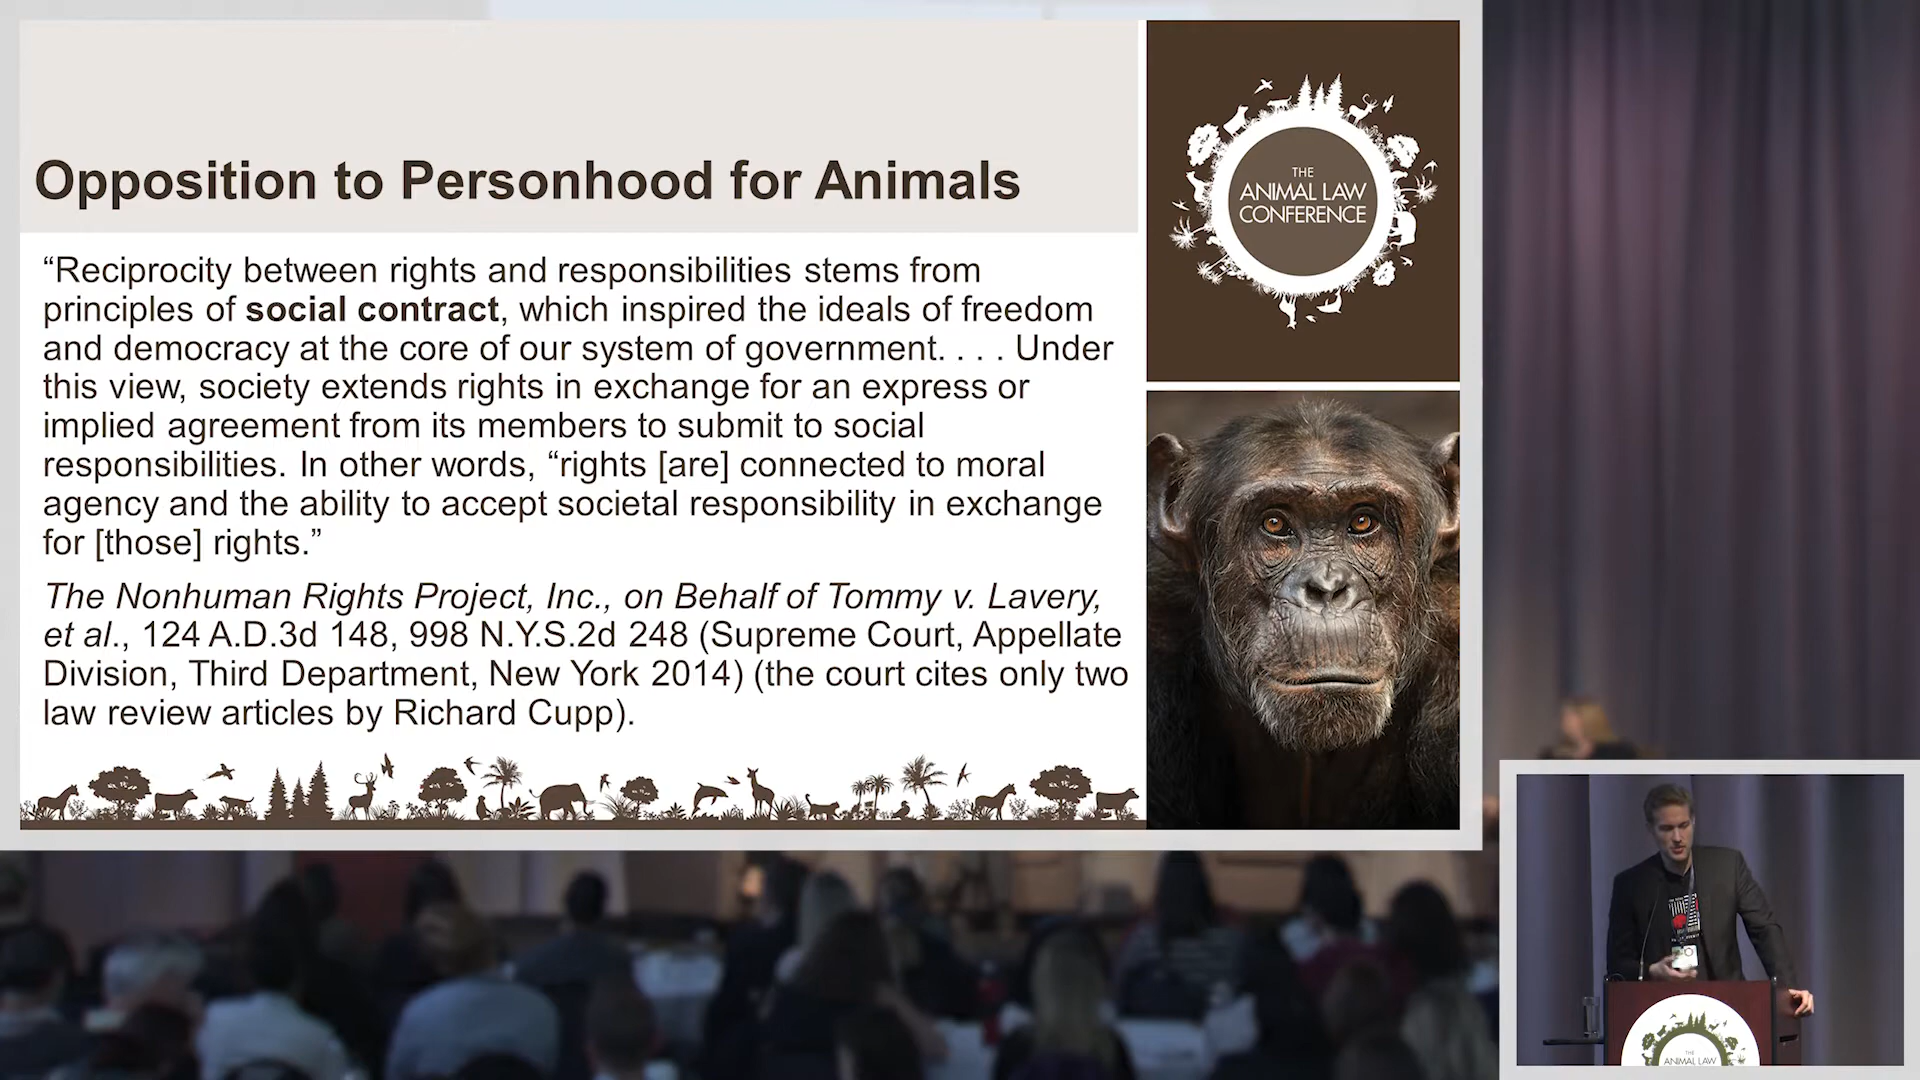 Opposition to Personhood for Animals
“Reciprocity between rights and responsibilities stems from
principles of social contract, which inspired the ideals of freedom
and democracy at the core of our system of government. . . . Under
this view, society extends rights in exchange for an express or
implied agreement from its members to submit to social
responsibilities. In other words, “rights [are] connected to moral
agency and the ability to accept societal responsibility in exchange
for [those] rights.”
The Nonhuman Rights Project, Inc., on Behalf of Tommy v. Lavery,
et al., 124 A.D.3d 148, 998 N.Y.S.2d 248 (Supreme Court, Appellate
Division, Third Department, New York 2014) (the court cites only two
law review articles by Richard Cupp).
THE
ANIMAL LAW
CONFERENCE
THE
ANIMAL LAW